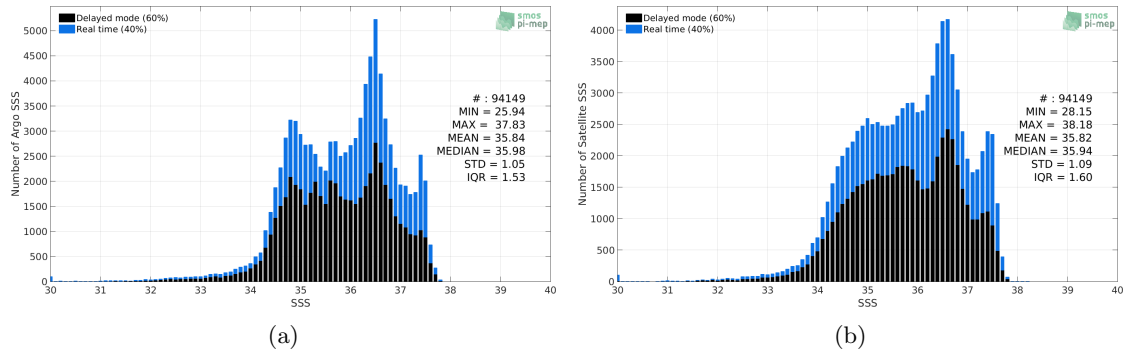 Delayed mode (60%)
Real time (40%)
smos
pi-mep
Number of Argo SSS
5000
4500
4000
3500
3000
2500
2000
1500
1000
500
0
# : 94149
MIN = 25.94
MAX = 37.83
MEAN = 35.84
MEDIAN = 35.98
STD = 1.05
IQR = 1.53
30 31 32 33 34 35 36 37 38 39 40
SSS
(a)
Delayed mode (60%)
Real time (40%)
smos
pi-mep
Number of Satellite SSS
4000
3500
3000
2500
2000
1500
1000
500
0
# : 94149
MIN = 28.15
MAX = 38.18
MEAN = 35.82
MEDIAN = 35.94
STD = 1.09
IQR = 1.60
30 31 32 33 34 35 36 37 38 39 40
SSS
(b)